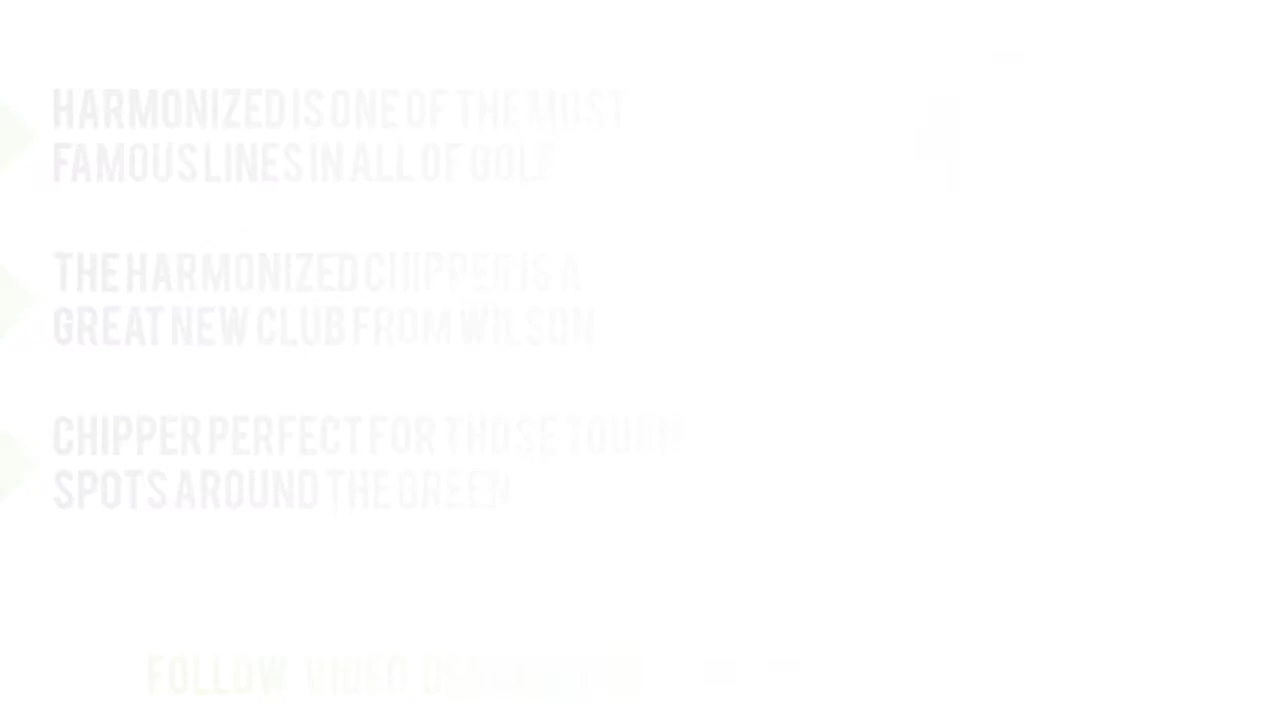 HARMONIZED IS ONE OF THE MOST
FAMOUS LINES IN ALL OF GOLF
THE HARMONIZED CHIPPER IS A
GREAT NEW CLUB FROM WILSON
CHIPPER PERFECT FOR THOSE TOUGH
SPOTS AROUND THE GREEN
FOLLOW VIDEO